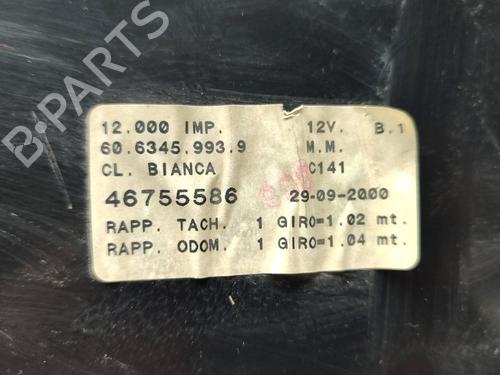 12.000 IMP. 12V. B.1
60.6345.993.9 M.M.
CL. BIANCA C141
46755586 29-09-2000
RAPP. TACH. 1 GIRO=1.02 mt.
RAPP. ODOM. 1 GIRO=1.04 mt.